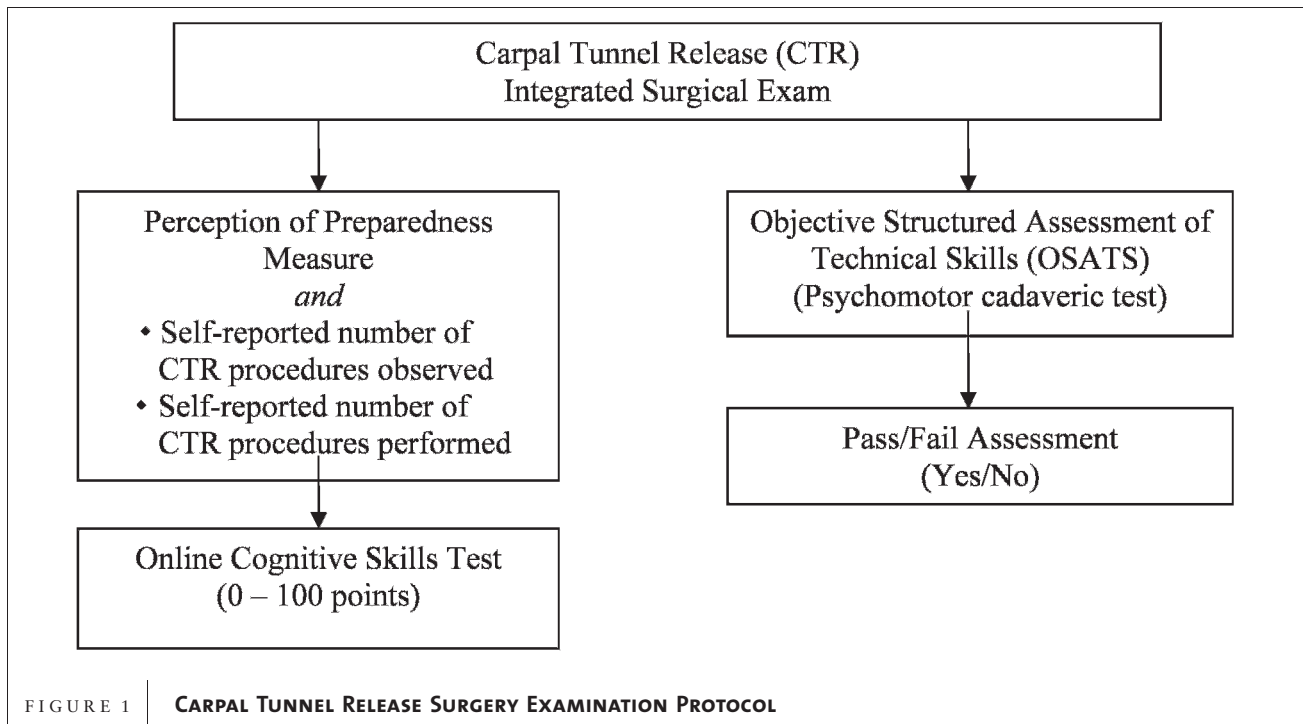 Carpal Tunnel Release (CTR)
Integrated Surgical Exam
Perception of Preparedness
Measure
and
◆ Self-reported number of
CTR procedures observed
◆ Self-reported number of
CTR procedures performed
Online Cognitive Skills Test
(0 – 100 points)
Objective Structured Assessment of
Technical Skills (OSATS)
(Psychomotor cadaveric test)
Pass/Fail Assessment
(Yes/No)
FIGURE 1 CARPAL TUNNEL RELEASE SURGERY EXAMINATION PROTOCOL